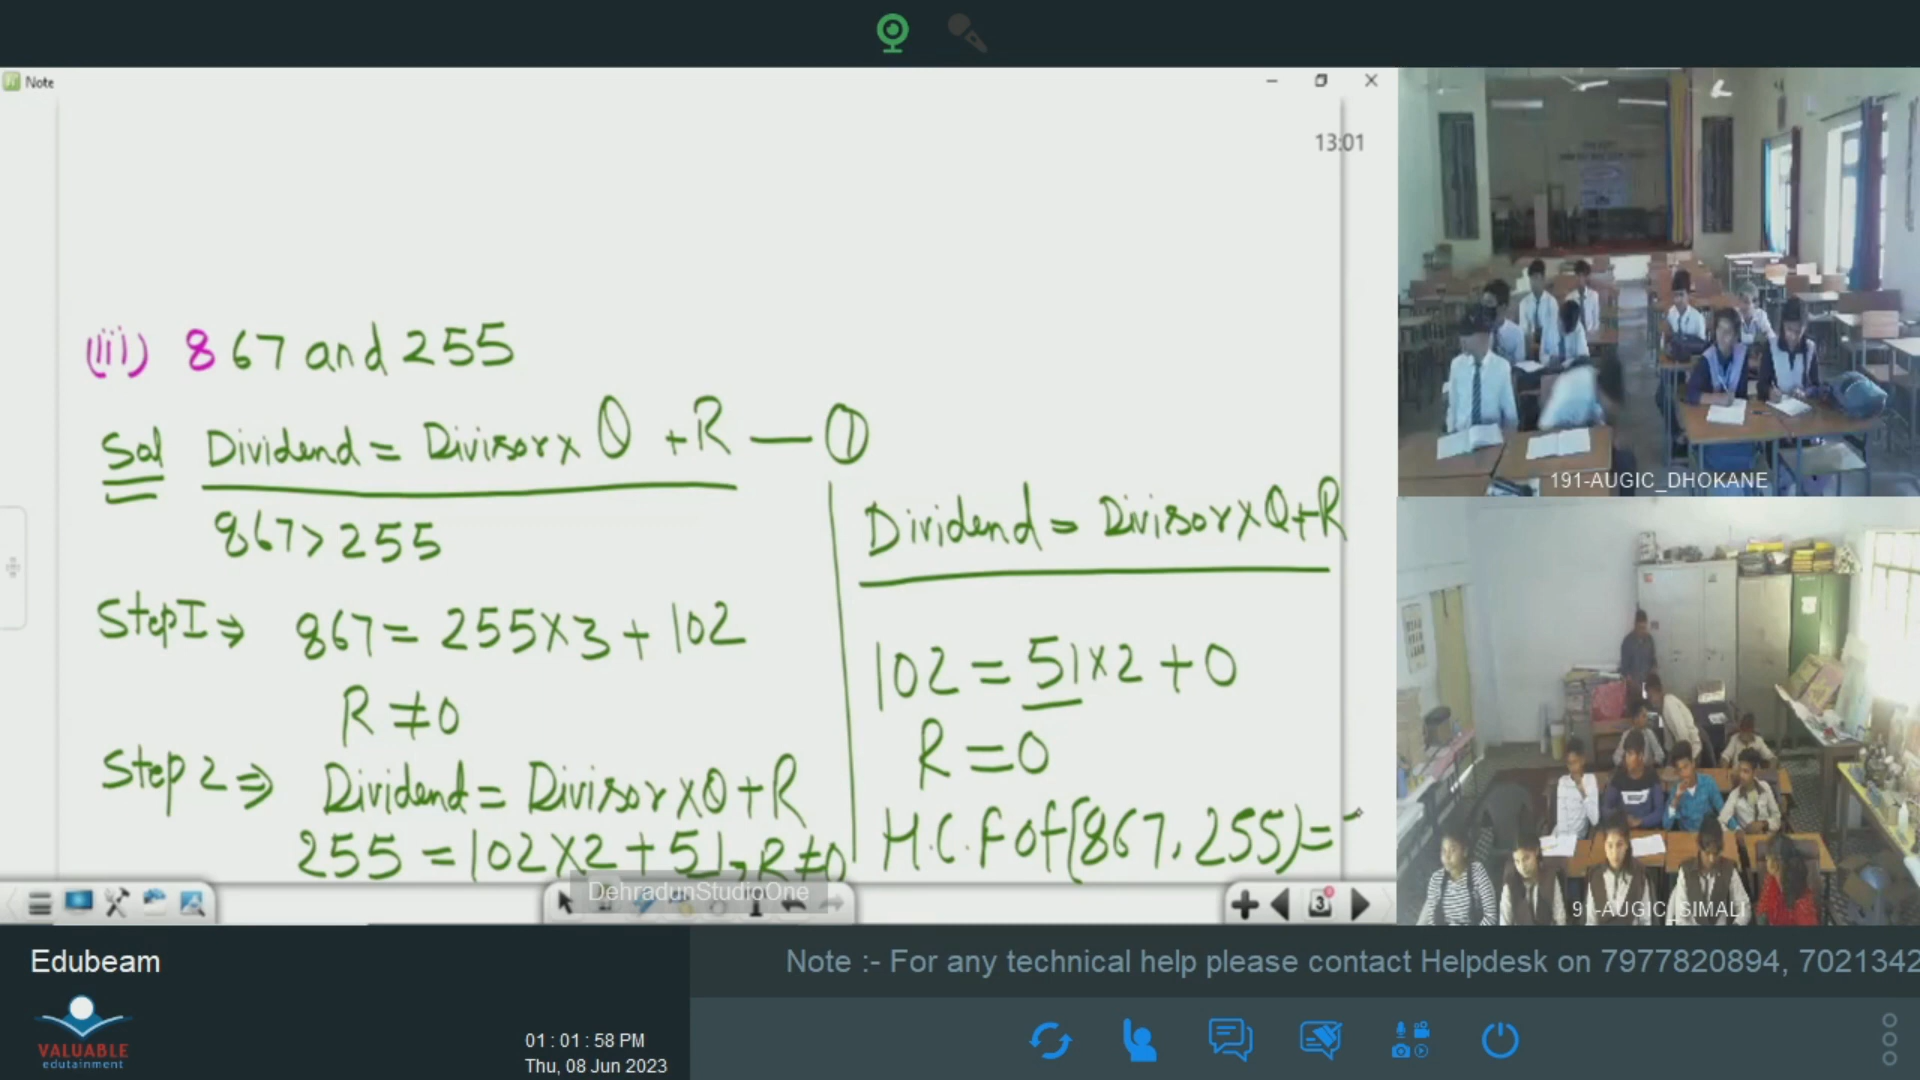 Note
13:01
(iii) 867 and 255
Sol Dividend = Divisor × Q + R — ①
867 > 255
Step I ⇒ 867 = 255 × 3 + 102
R ≠ 0
Step 2 ⇒ Dividend = Divisor × Q + R
255 = 102 × 2 + 51, R ≠ 0
Dividend = Divisor × Q + R
102 = 51 × 2 + 0
R = 0
H.C.F of (867, 255) =
DehradunStudioOne
3
191-AUGIC_DHOKANE
91-AUGIC_SIMALI
Edubeam
Note :- For any technical help please contact Helpdesk on 7977820894, 7021342
VALUABLE
edutainment
01 : 01 : 58 PM
Thu, 08 Jun 2023